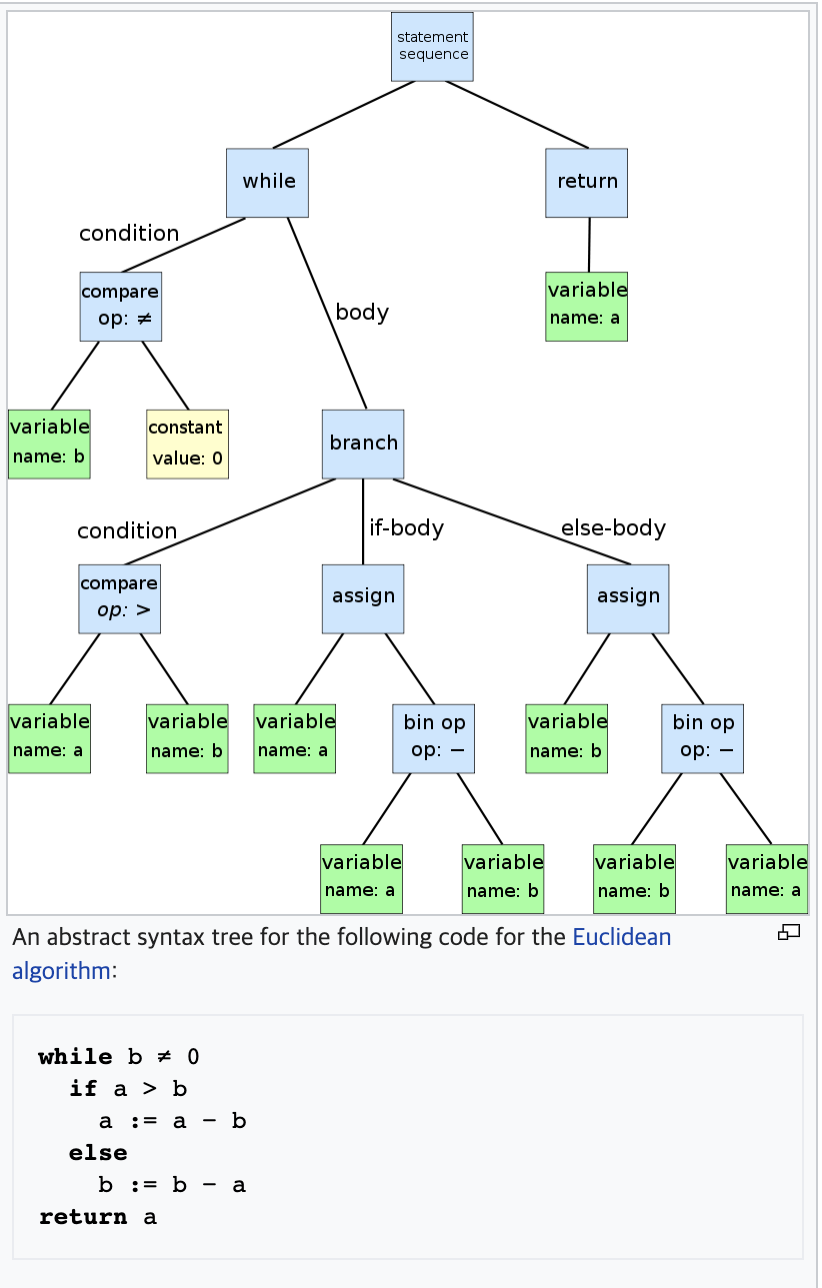 statement
sequence
while
return
condition
compare
op: ≠
body
variable
name: a
variable
name: b
constant
value: 0
branch
condition
if-body
else-body
compare
op: >
assign
assign
variable
name: a
variable
name: b
variable
name: a
bin op
op: −
variable
name: b
bin op
op: −
variable
name: a
variable
name: b
variable
name: b
variable
name: a
An abstract syntax tree for the following code for the Euclidean
algorithm:
while b ≠ 0
  if a > b
    a := a − b
  else
    b := b − a
return a